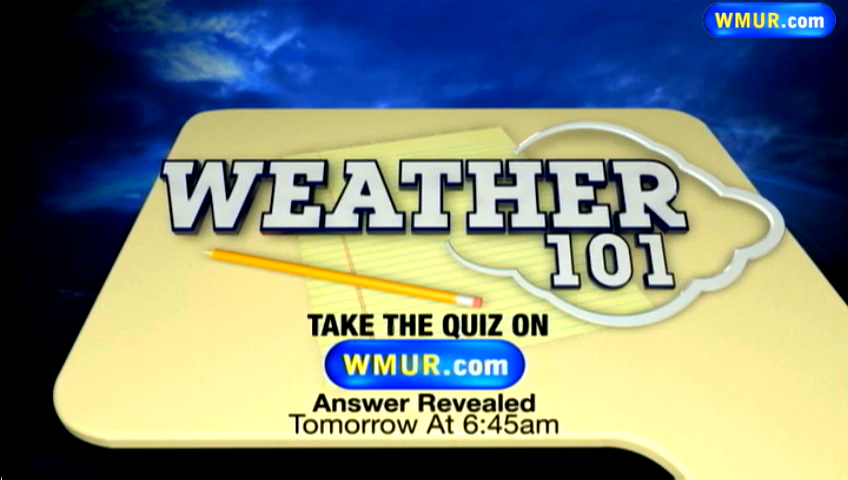 WMUR.com
WEATHER
101
TAKE THE QUIZ ON
WMUR.com
Answer Revealed
Tomorrow At 6:45am